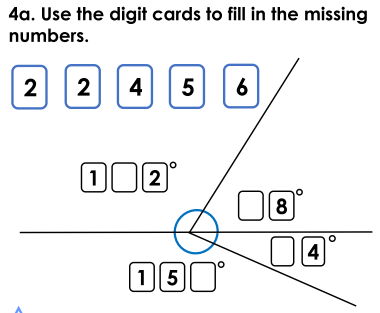 4a. Use the digit cards to fill in the missing
numbers.
2 2 4 5 6
1 □ 2°
□ 8°
□ 4°
1 5 □°